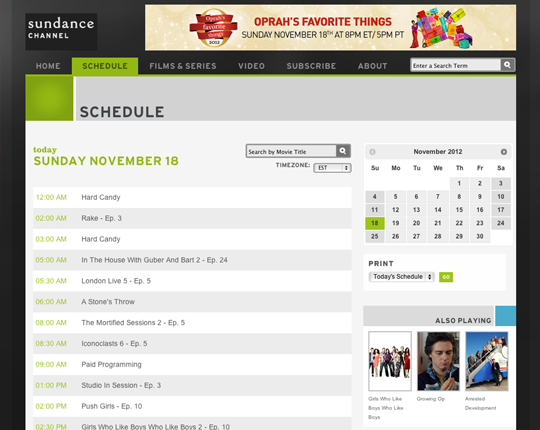 sundance
CHANNEL
Oprah's
favorite
things
2012
OPRAH'S FAVORITE THINGS
SUNDAY NOVEMBER 18TH AT 8PM ET/ 5PM PT
HOME SCHEDULE FILMS & SERIES VIDEO SUBSCRIBE ABOUT
Enter a Search Term
SCHEDULE
today
SUNDAY NOVEMBER 18
Search by Movie Title
TIMEZONE: EST
12:00 AM Hard Candy
02:00 AM Rake - Ep. 3
03:00 AM Hard Candy
05:00 AM In The House With Guber And Bart 2 - Ep. 24
05:30 AM London Live 5 - Ep. 5
06:00 AM A Stone's Throw
08:00 AM The Mortified Sessions 2 - Ep. 5
08:30 AM Iconoclasts 6 - Ep. 5
09:00 AM Paid Programming
01:00 PM Studio In Session - Ep. 3
02:00 PM Push Girls - Ep. 10
02:30 PM Girls Who Like Boys Who Like Boys 2 - Ep. 10
November 2012
Su Mo Tu We Th Fr Sa
1 2 3
4 5 6 7 8 9 10
11 12 13 14 15 16 17
18 19 20 21 22 23 24
25 26 27 28 29 30
PRINT
Today's Schedule GO
ALSO PLAYING
Girls Who Like
Boys Who Like
Boys
Growing Op
Arrested
Development